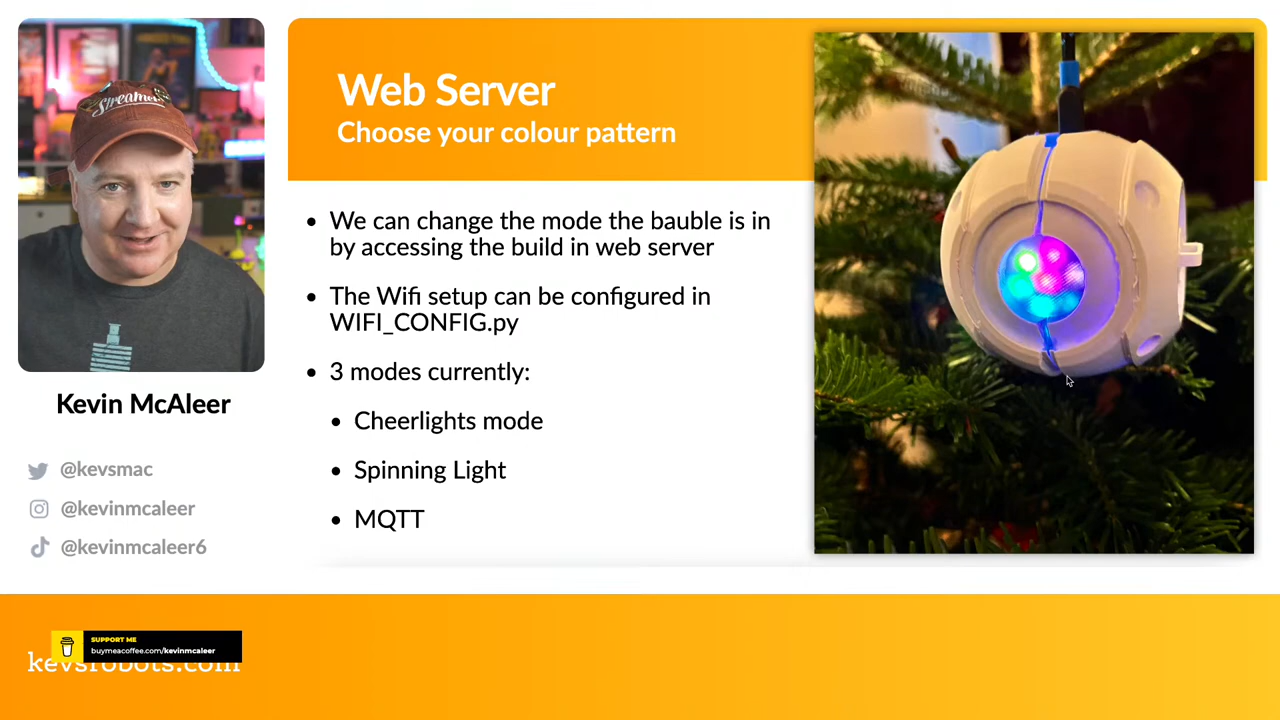 Streamer
Kevin McAleer
@kevsmac
@kevinmcaleer
@kevinmcaleer6
Web Server
Choose your colour pattern
• We can change the mode the bauble is in
by accessing the build in web server
• The Wifi setup can be configured in
WIFI_CONFIG.py
• 3 modes currently:
• Cheerlights mode
• Spinning Light
• MQTT
SUPPORT ME
buymeacoffee.com/kevinmcaleer
kevsrobots.com